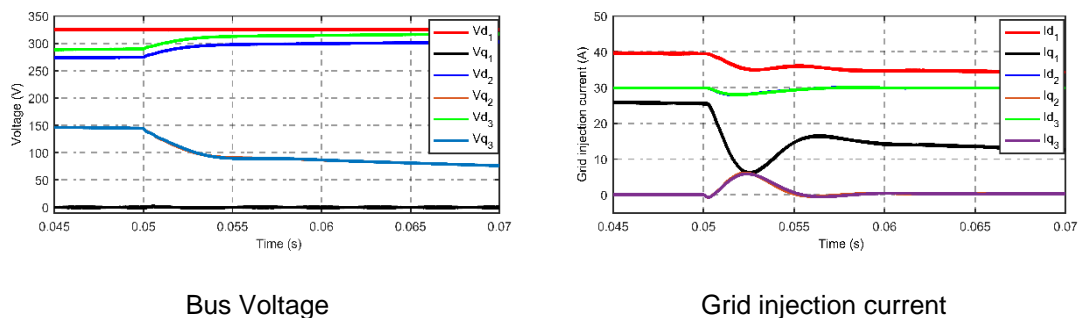 350
300
250
200
150
100
50
0
Voltage (V)
0.045
0.05
0.055
0.06
0.065
0.07
Time (s)
Vd1
Vq1
Vd2
Vq2
Vd3
Vq3
50
40
30
20
10
0
Grid injection current (A)
0.045
0.05
0.055
0.06
0.065
0.07
Time (s)
Id1
Iq1
Id2
Iq2
Id3
Iq3
Bus Voltage
Grid injection current